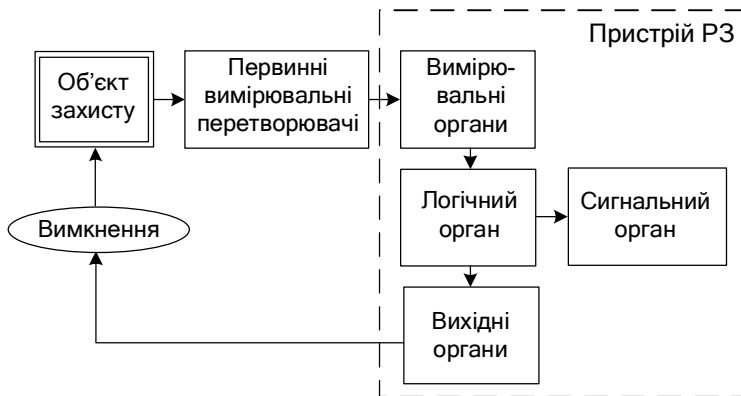 Пристрій РЗ
Об’єкт
захисту
Первинні
вимірювальні
перетворювачі
Вимірю-
вальні
органи
Логічний
орган
Сигнальний
орган
Вимкнення
Вихідні
органи